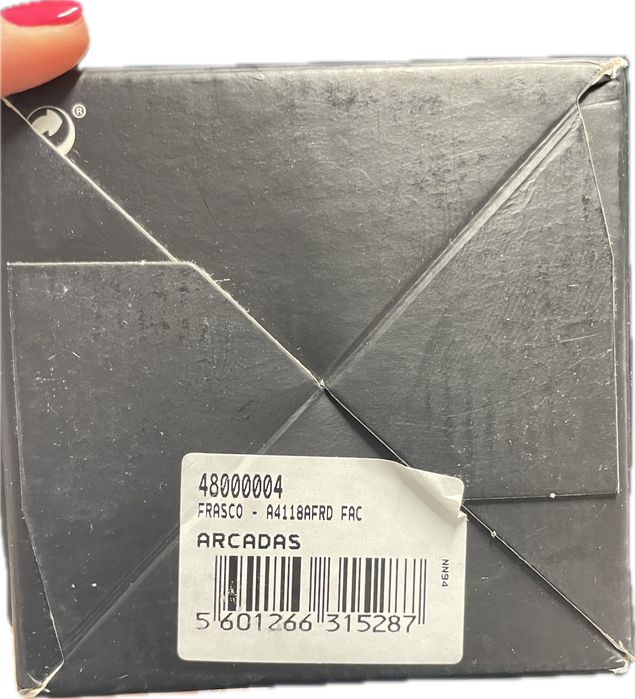 ®
48000004
FRASCO - A4118AFRD FAC
ARCADAS
NN94
5 601266 315287